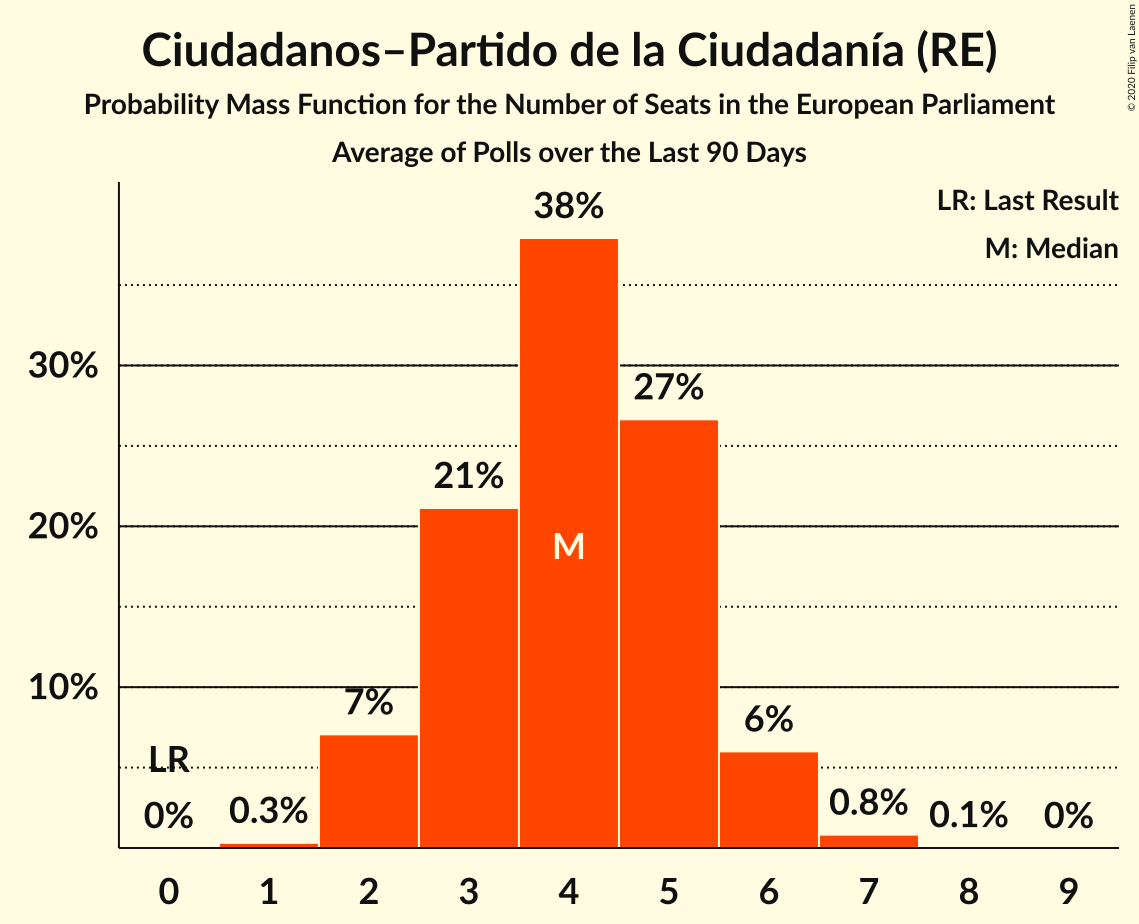 Ciudadanos–Partido de la Ciudadanía (RE)
Probability Mass Function for the Number of Seats in the European Parliament
Average of Polls over the Last 90 Days
© 2020 Filip van Laenen
LR: Last Result
M: Median
38%
30%
27%
21%
20%
M
10%
7%
6%
LR
0%
0.3%
0.8%
0.1%
0%
0 1 2 3 4 5 6 7 8 9